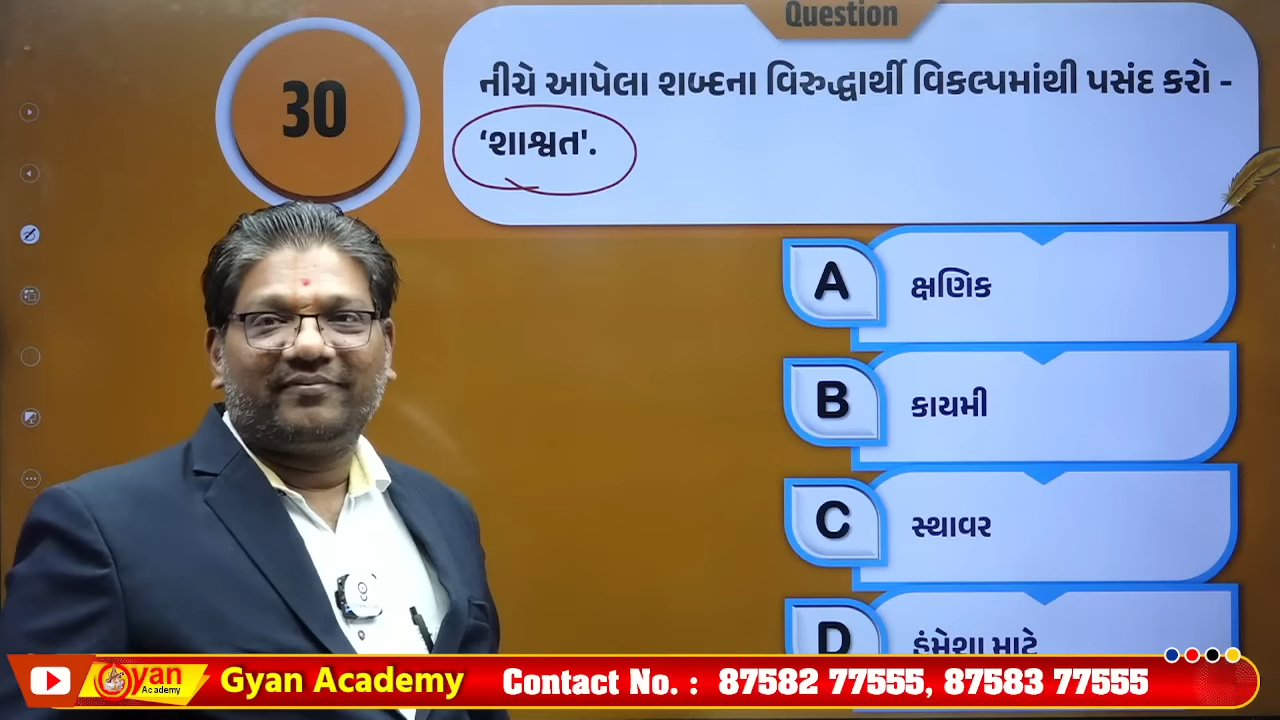 Question
30
નીચે આપેલા શબ્દના વિરુદ્ધાર્થી વિકલ્પમાંથી પસંદ કરો -
‘શાશ્વત'.
A
ક્ષણિક
B
કાયમી
C
સ્થાવર
D
હંમેશા માટે
Gyan Academy
Gyan Academy
Contact No. : 87582 77555, 87583 77555